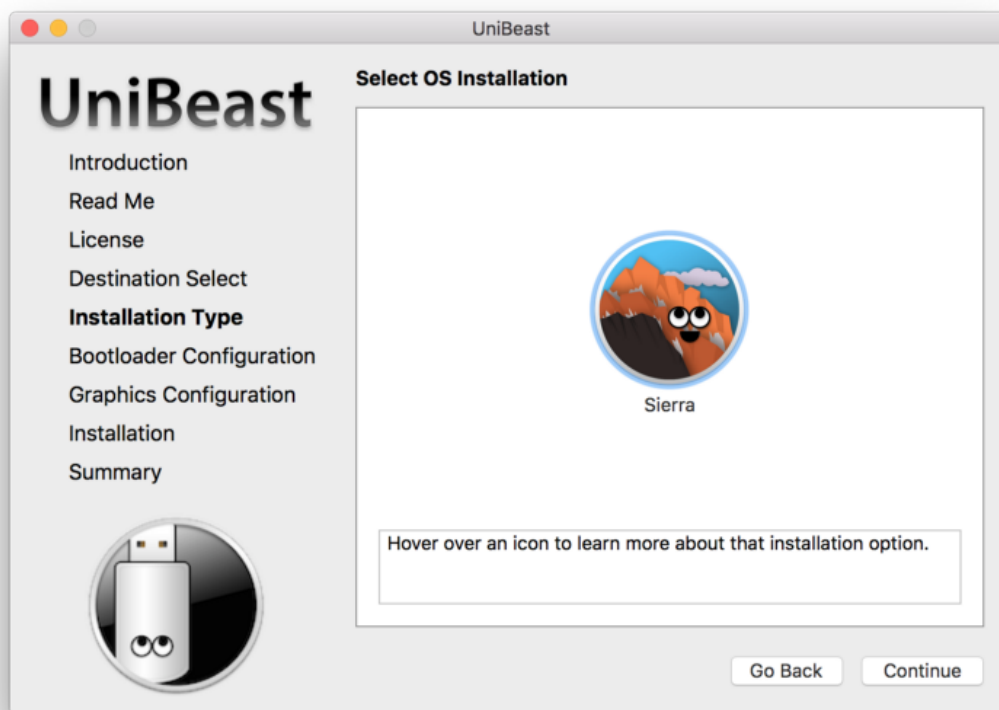 UniBeast
UniBeast
Introduction
Read Me
License
Destination Select
Installation Type
Bootloader Configuration
Graphics Configuration
Installation
Summary
Select OS Installation
Sierra
Hover over an icon to learn more about that installation option.
Go Back
Continue